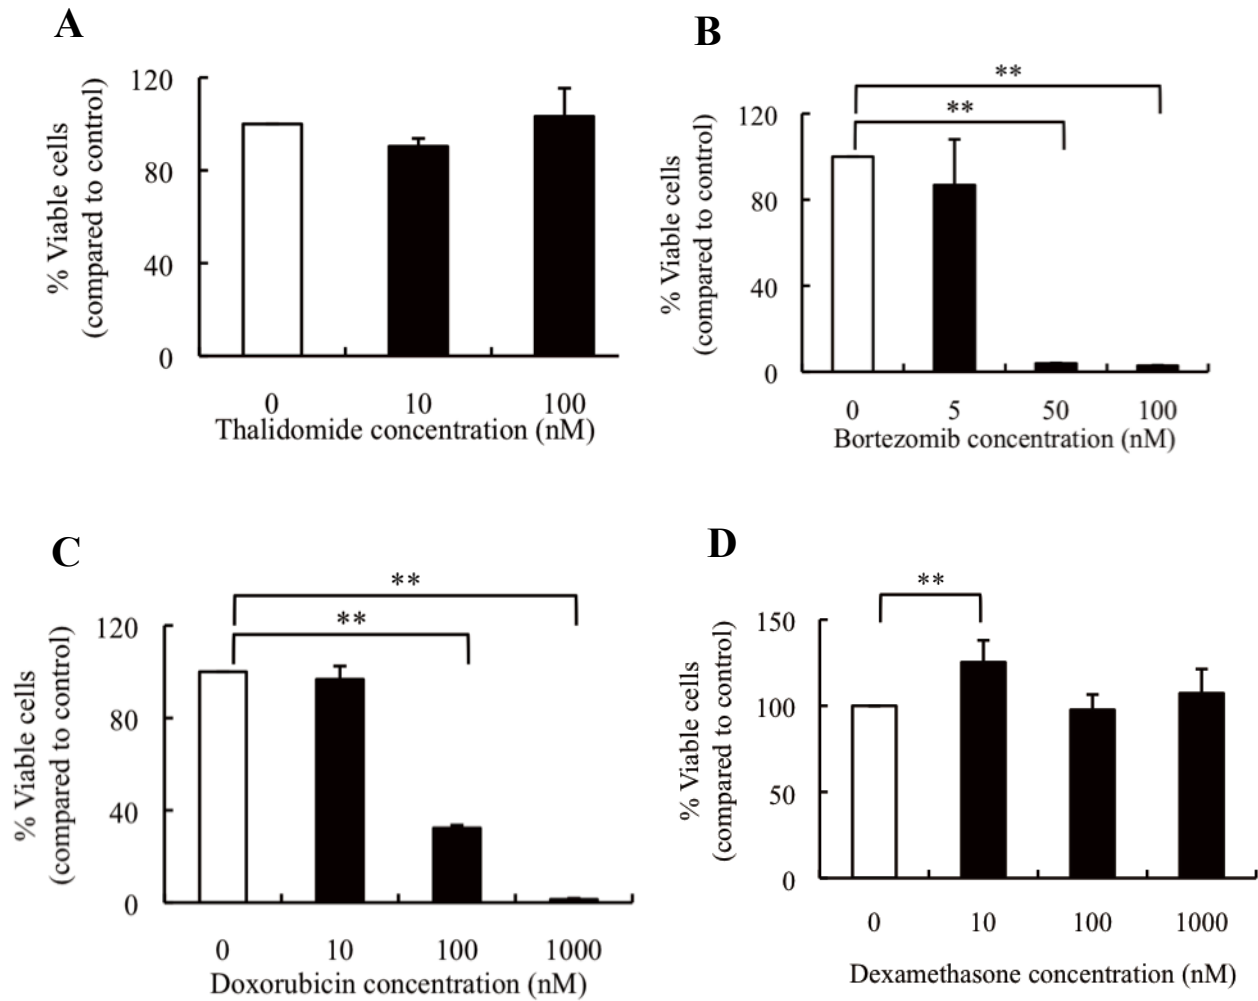 A
120
80
40
0
% Viable cells
(compared to control)
0 10 100
Thalidomide concentration (nM)
B
**
**
120
80
40
0
% Viable cells
(compared to control)
0 5 50 100
Bortezomib concentration (nM)
C
**
**
120
80
40
0
% Viable cells
(compared to control)
0 10 100 1000
Doxorubicin concentration (nM)
D
**
150
100
50
0
% Viable cells
(compared to control)
0 10 100 1000
Dexamethasone concentration (nM)